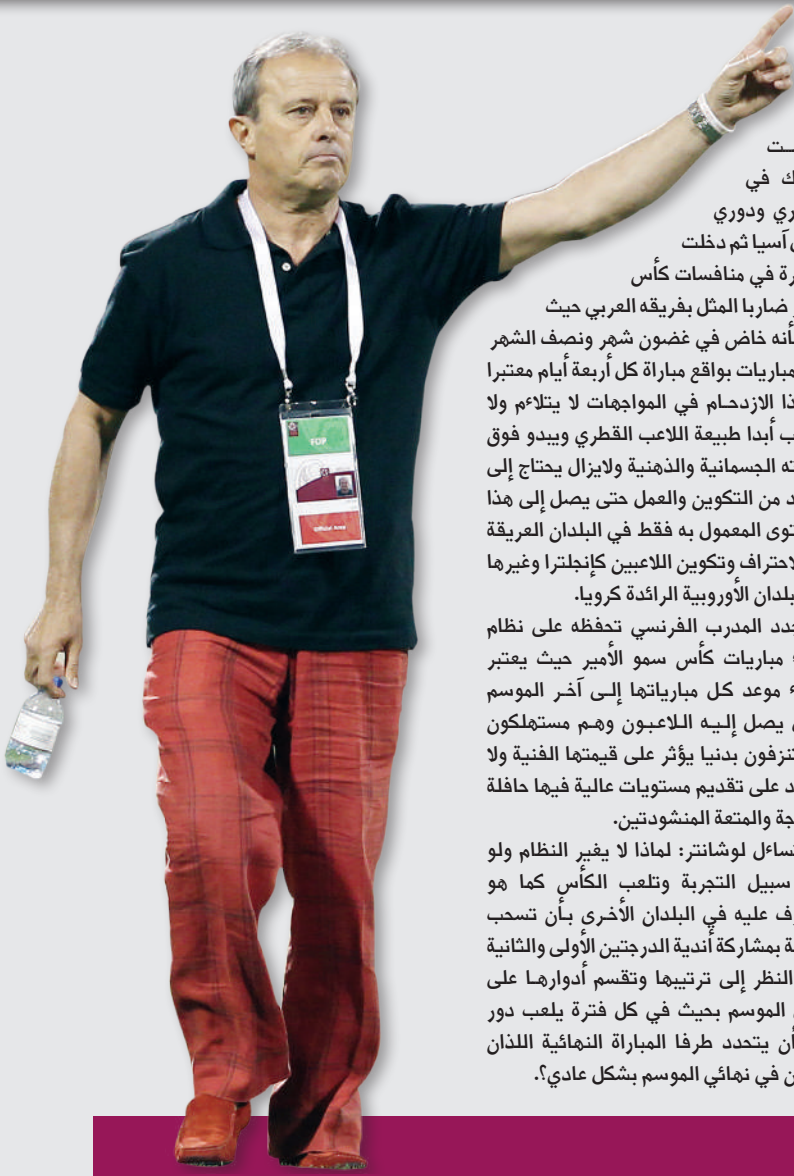 ـت
ك في
ري ودوري
آسيا ثم دخلت
رة في منافسات كأس
ضاربا المثل بفريقه العربي حيث
أنه خاض في غضون شهر ونصف الشهر
مباريات بواقع مباراة كل أربعة أيام معتبرا
ذا الازدحام في المواجهات لا يتلاءم ولا
ب أبدا طبيعة اللاعب القطري ويبدو فوق
ته الجسمانية والذهنية ولايزال يحتاج إلى
د من التكوين والعمل حتى يصل إلى هذا
توى المعمول به فقط في البلدان العريقة
لاحتراف وتكوين اللاعبين كإنجلترا وغيرها
بلدان الأوروبية الرائدة كرويا.
جدد المدرب الفرنسي تحفظه على نظام
مباريات كأس سمو الأمير حيث يعتبر
ء موعد كل مبارياتها إلى آخر الموسم
يصل إليه اللاعبون وهم مستهلكون
تنزفون بدنيا يؤثر على قيمتها الفنية ولا
د على تقديم مستويات عالية فيها حافلة
جة والمتعة المنشودتين.
تساءل لوشانتر: لماذا لا يغير النظام ولو
سبيل التجربة وتلعب الكأس كما هو
رف عليه في البلدان الأخرى بأن تسحب
ة بمشاركة أندية الدرجتين الأولى والثانية
النظر إلى ترتيبها وتقسم أدوارها على
الموسم بحيث في كل فترة يلعب دور
أن يتحدد طرفا المباراة النهائية اللذان
ن في نهائي الموسم بشكل عادي؟.
FDP
Official Area